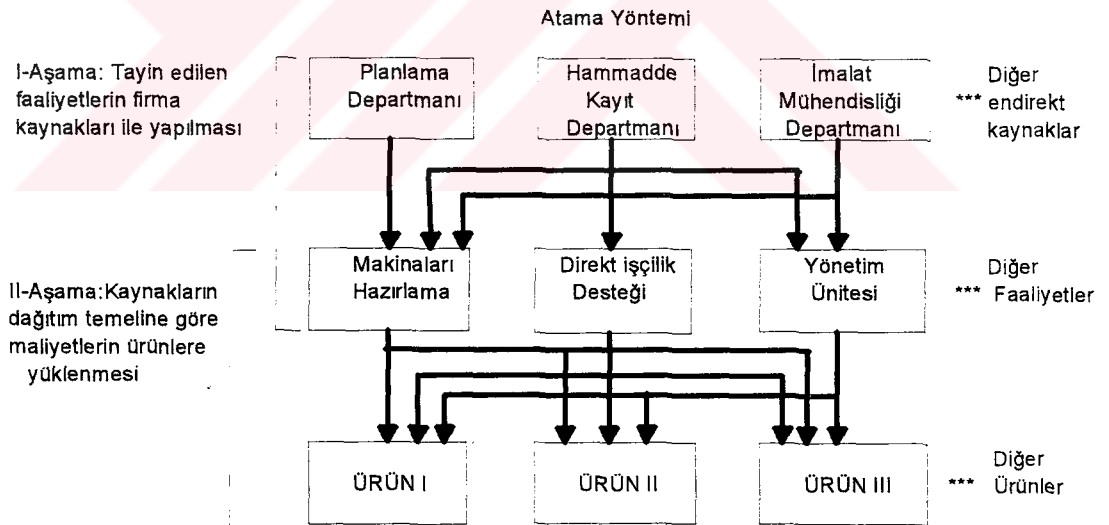 Atama Yöntemi
I-Aşama: Tayin edilen
faaliyetlerin firma
kaynakları ile yapılması
Planlama
Departmanı
Hammadde
Kayıt
Departmanı
İmalat
Mühendisliği
Departmanı
Diğer
*** endirekt
kaynaklar
II-Aşama:Kaynakların
dağıtım temeline göre
maliyetlerin ürünlere
yüklenmesi
Makinaları
Hazırlama
Direkt işçilik
Desteği
Yönetim
Ünitesi
Diğer
*** Faaliyetler
ÜRÜN I
ÜRÜN II
ÜRÜN III
Diğer
*** Ürünler